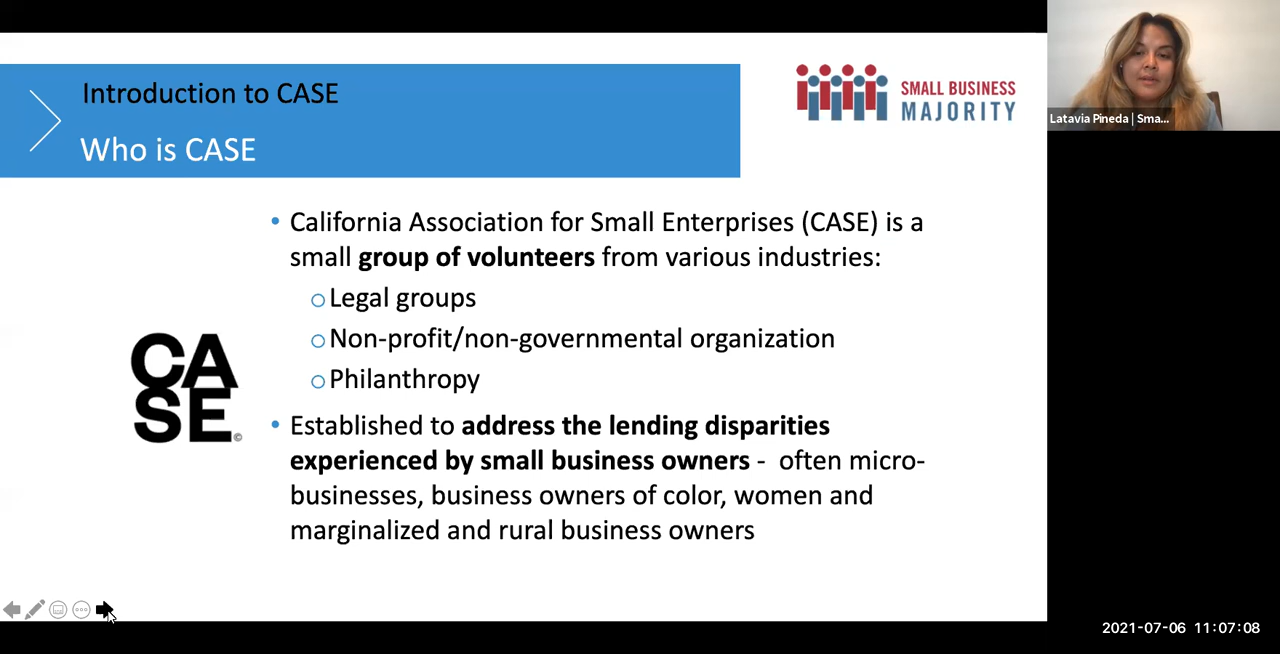 Introduction to CASE
Who is CASE
SMALL BUSINESS
MAJORITY
Latavia Pineda | Sma...
• California Association for Small Enterprises (CASE) is a
small group of volunteers from various industries:
○ Legal groups
○ Non-profit/non-governmental organization
○ Philanthropy
CA
SE©
• Established to address the lending disparities
experienced by small business owners - often micro-
businesses, business owners of color, women and
marginalized and rural business owners
2021-07-06 11:07:08